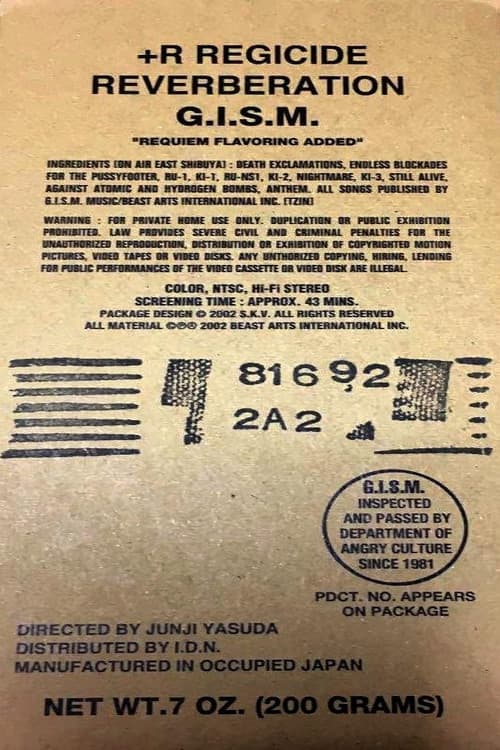 +R REGICIDE
REVERBERATION
G.I.S.M.
"REQUIEM FLAVORING ADDED"
INGREDIENTS [ON AIR EAST SHIBUYA] : DEATH EXCLAMATIONS, ENDLESS BLOCKADES
FOR THE PUSSYFOOTER, RU-1, KI-1, RU-NS1, KI-2, NIGHTMARE, KI-3, STILL ALIVE,
AGAINST ATOMIC AND HYDROGEN BOMBS, ANTHEM. ALL SONGS PUBLISHED BY
G.I.S.M. MUSIC/BEAST ARTS INTERNATIONAL INC. [TZIN]
WARNING : FOR PRIVATE HOME USE ONLY. DUPLICATION OR PUBLIC EXHIBITION
PROHIBITED. LAW PROVIDES SEVERE CIVIL AND CRIMINAL PENALTIES FOR THE
UNAUTHORIZED REPRODUCTION, DISTRIBUTION OR EXHIBITION OF COPYRIGHTED MOTION
PICTURES, VIDEO TAPES OR VIDEO DISKS. ANY UNTHORIZED COPYING, HIRING, LENDING
FOR PUBLIC PERFORMANCES OF THE VIDEO CASSETTE OR VIDEO DISK ARE ILLEGAL.
COLOR, NTSC, Hi-Fi STEREO
SCREENING TIME : APPROX. 43 MINS.
PACKAGE DESIGN © 2002 S.K.V. ALL RIGHTS RESERVED
ALL MATERIAL ©℗® 2002 BEAST ARTS INTERNATIONAL INC.
81692
2A2
G.I.S.M.
INSPECTED
AND PASSED BY
DEPARTMENT OF
ANGRY CULTURE
SINCE 1981
PDCT. NO. APPEARS
ON PACKAGE
DIRECTED BY JUNJI YASUDA
DISTRIBUTED BY I.D.N.
MANUFACTURED IN OCCUPIED JAPAN
NET WT.7 OZ. (200 GRAMS)